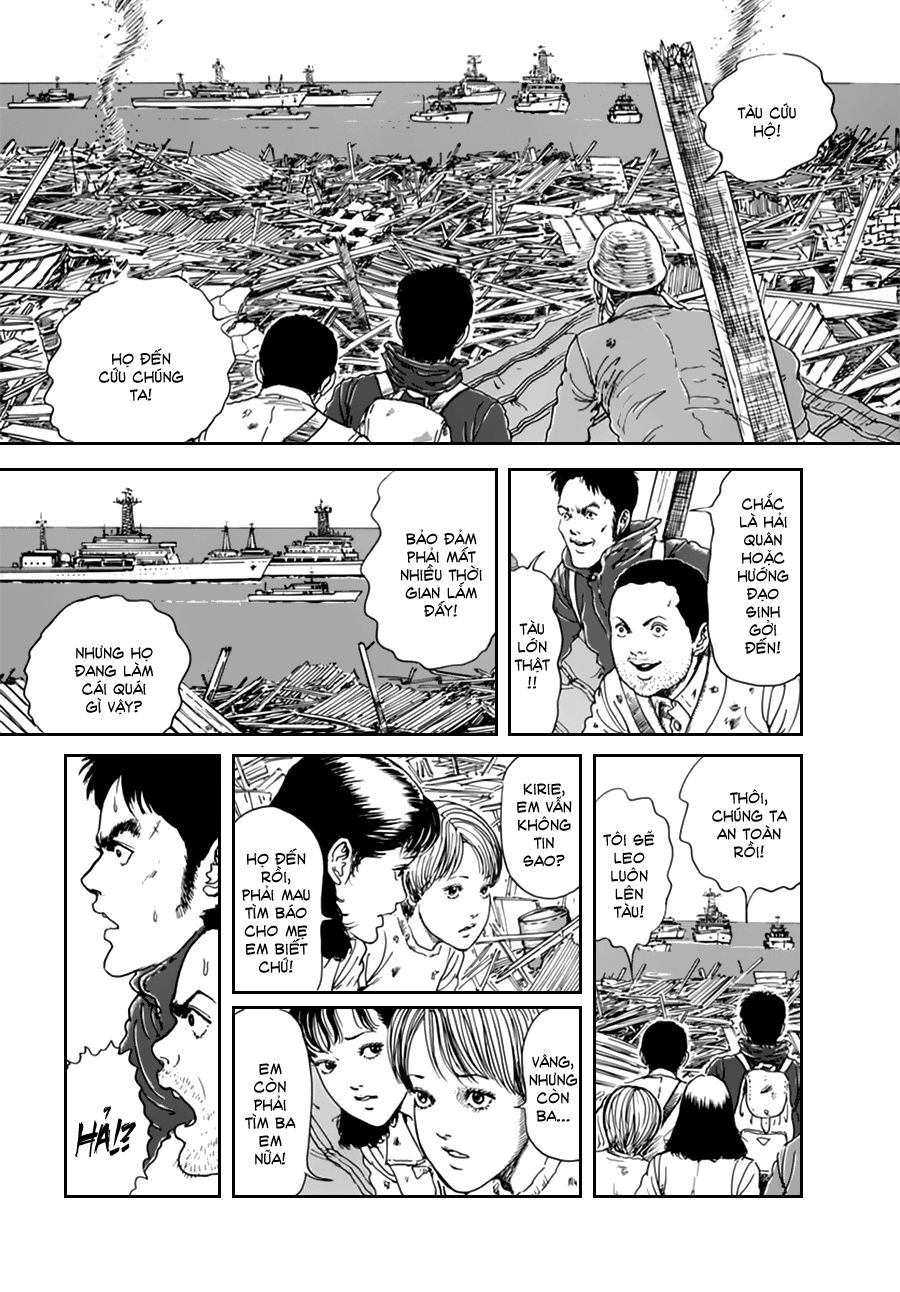 TÀU CỨU
HỘ!
HỌ ĐẾN
CỨU CHÚNG
TA!
CHẮC
LÀ HẢI
QUÂN
HOẶC
HƯỚNG
ĐẠO
SINH
GỞI
ĐẾN!
TÀU
LỚN
THẬT
!!
BẢO ĐẢM
PHẢI MẤT
NHIỀU THỜI
GIAN LẮM
ĐẤY!
NHƯNG HỌ
ĐANG LÀM
CÁI QUÁI
GÌ VẬY?
THÔI,
CHÚNG TA
AN TOÀN
RỒI!
TÔI SẼ
LEO
LUÔN
LÊN
TÀU!
KIRIE,
EM VẪN
KHÔNG
TIN
SAO?
HỌ ĐẾN
RỒI,
PHẢI MAU
TÌM BÁO
CHO MẸ
EM BIẾT
CHỨ!
VÂNG,
NHƯNG
CÒN
BA...
EM
CÒN
PHẢI
TÌM BA
EM
NỮA!
HẢ!?